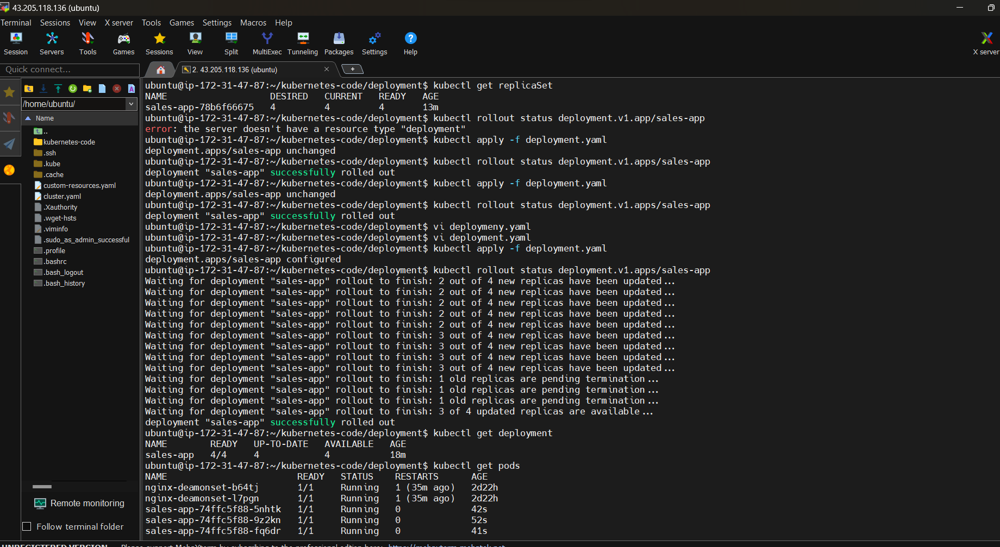 43.205.118.136 (ubuntu)
Terminal Sessions View X server Tools Games Settings Macros Help
Session Servers Tools Games Sessions View Split MultiExec Tunneling Packages Settings Help X server
Quick connect...
2. 43.205.118.136 (ubuntu)
/home/ubuntu/
Name
..
kubernetes-code
.ssh
.kube
.cache
custom-resources.yaml
cluster.yaml
.Xauthority
.wget-hsts
.viminfo
.sudo_as_admin_successful
.profile
.bashrc
.bash_logout
.bash_history
Remote monitoring
Follow terminal folder
ubuntu@ip-172-31-47-87:~/kubernetes-code/deployment$ kubectl get replicaSet
NAME DESIRED CURRENT READY AGE
sales-app-78b6f66675 4 4 4 13m
ubuntu@ip-172-31-47-87:~/kubernetes-code/deployment$ kubectl rollout status deployment.v1.app/sales-app
error: the server doesn't have a resource type "deployment"
ubuntu@ip-172-31-47-87:~/kubernetes-code/deployment$ kubectl apply -f deployment.yaml
deployment.apps/sales-app unchanged
ubuntu@ip-172-31-47-87:~/kubernetes-code/deployment$ kubectl rollout status deployment.v1.apps/sales-app
deployment "sales-app" successfully rolled out
ubuntu@ip-172-31-47-87:~/kubernetes-code/deployment$ kubectl apply -f deployment.yaml
deployment.apps/sales-app unchanged
ubuntu@ip-172-31-47-87:~/kubernetes-code/deployment$ kubectl rollout status deployment.v1.apps/sales-app
deployment "sales-app" successfully rolled out
ubuntu@ip-172-31-47-87:~/kubernetes-code/deployment$ vi deploymeny.yaml
ubuntu@ip-172-31-47-87:~/kubernetes-code/deployment$ vi deployment.yaml
ubuntu@ip-172-31-47-87:~/kubernetes-code/deployment$ kubectl apply -f deployment.yaml
deployment.apps/sales-app configured
ubuntu@ip-172-31-47-87:~/kubernetes-code/deployment$ kubectl rollout status deployment.v1.apps/sales-app
Waiting for deployment "sales-app" rollout to finish: 2 out of 4 new replicas have been updated...
Waiting for deployment "sales-app" rollout to finish: 2 out of 4 new replicas have been updated...
Waiting for deployment "sales-app" rollout to finish: 2 out of 4 new replicas have been updated...
Waiting for deployment "sales-app" rollout to finish: 2 out of 4 new replicas have been updated...
Waiting for deployment "sales-app" rollout to finish: 2 out of 4 new replicas have been updated...
Waiting for deployment "sales-app" rollout to finish: 3 out of 4 new replicas have been updated...
Waiting for deployment "sales-app" rollout to finish: 3 out of 4 new replicas have been updated...
Waiting for deployment "sales-app" rollout to finish: 3 out of 4 new replicas have been updated...
Waiting for deployment "sales-app" rollout to finish: 3 out of 4 new replicas have been updated...
Waiting for deployment "sales-app" rollout to finish: 1 old replicas are pending termination...
Waiting for deployment "sales-app" rollout to finish: 1 old replicas are pending termination...
Waiting for deployment "sales-app" rollout to finish: 1 old replicas are pending termination...
Waiting for deployment "sales-app" rollout to finish: 3 of 4 updated replicas are available...
deployment "sales-app" successfully rolled out
ubuntu@ip-172-31-47-87:~/kubernetes-code/deployment$ kubectl get deployment
NAME READY UP-TO-DATE AVAILABLE AGE
sales-app 4/4 4 4 18m
ubuntu@ip-172-31-47-87:~/kubernetes-code/deployment$ kubectl get pods
NAME READY STATUS RESTARTS AGE
nginx-deamonset-b64tj 1/1 Running 1 (35m ago) 2d22h
nginx-deamonset-l7pgn 1/1 Running 1 (35m ago) 2d22h
sales-app-74ffc5f88-5nhtk 1/1 Running 0 42s
sales-app-74ffc5f88-9z2kn 1/1 Running 0 52s
sales-app-74ffc5f88-fq6dr 1/1 Running 0 41s